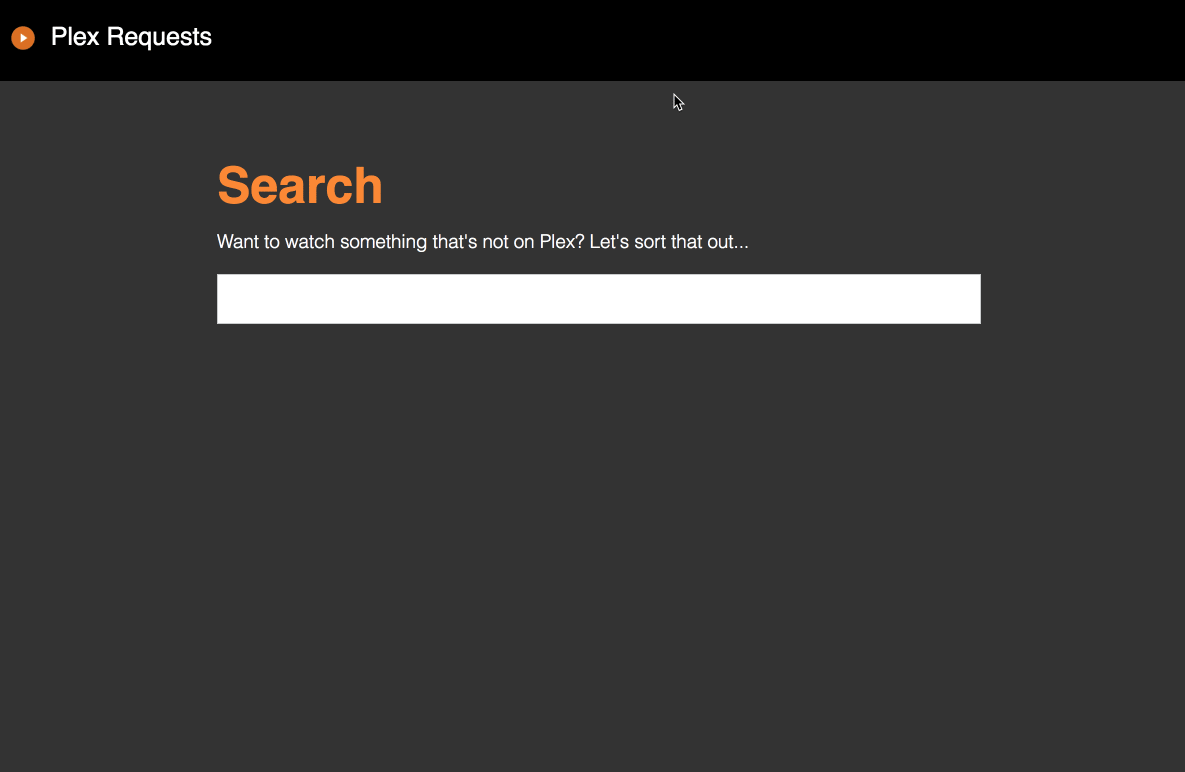 Plex Requests
Search
Want to watch something that's not on Plex? Let's sort that out...